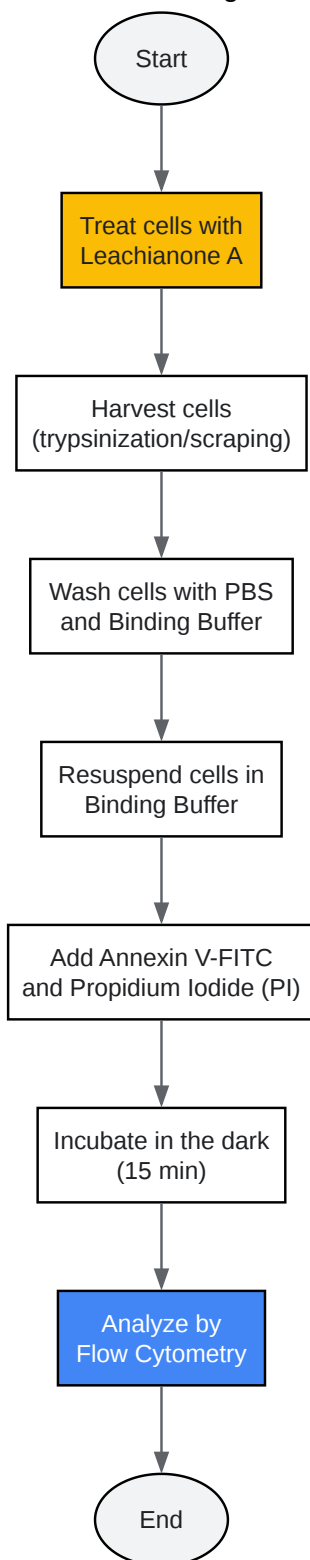 Start
Treat cells with
Leachianone A
Harvest cells
(trypsinization/scraping)
Wash cells with PBS
and Binding Buffer
Resuspend cells in
Binding Buffer
Add Annexin V-FITC
and Propidium Iodide (PI)
Incubate in the dark
(15 min)
Analyze by
Flow Cytometry
End